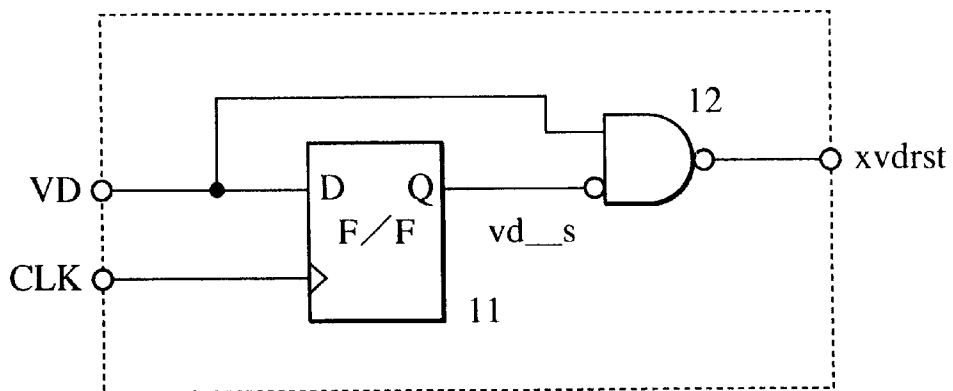 12
xvdrst
VD
D Q
F/F
vd__s
CLK
11